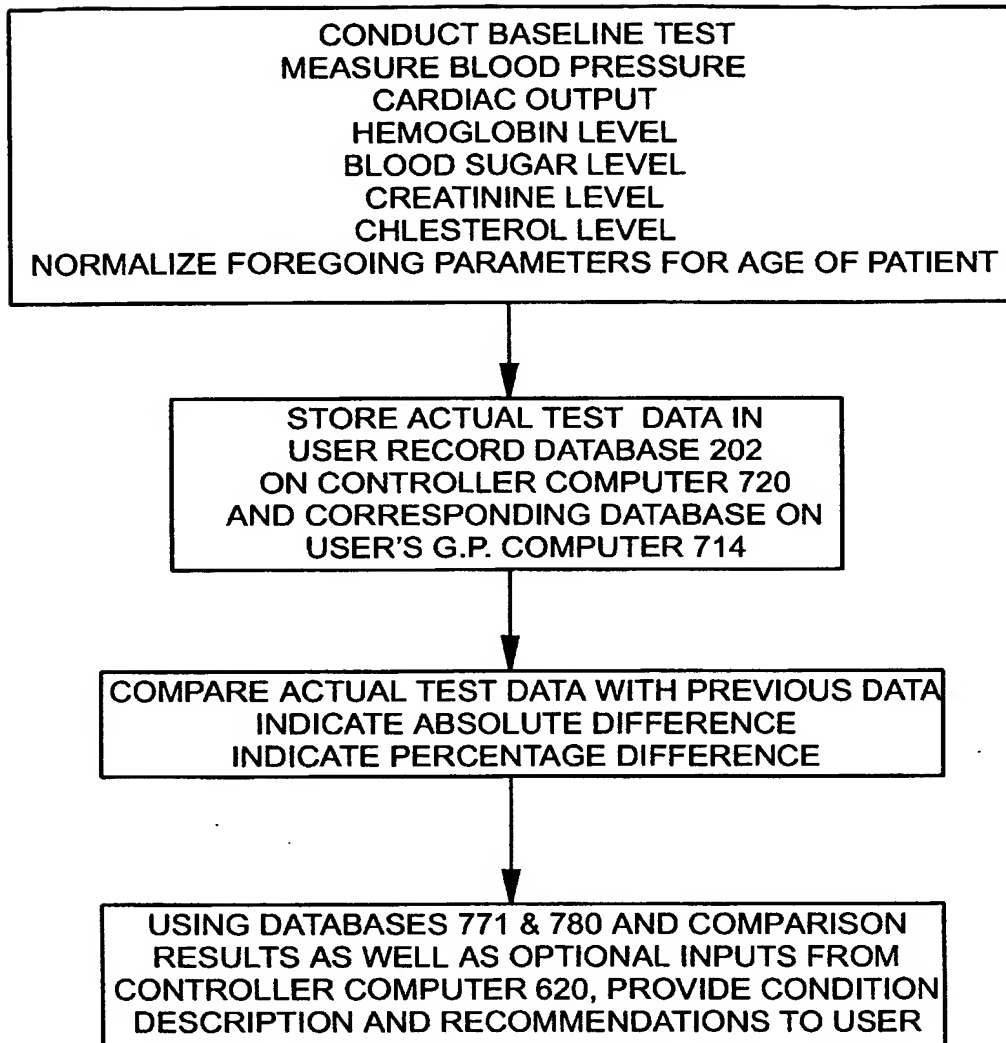 CONDUCT BASELINE TEST
MEASURE BLOOD PRESSURE
CARDIAC OUTPUT
HEMOGLOBIN LEVEL
BLOOD SUGAR LEVEL
CREATININE LEVEL
CHLESTEROL LEVEL
NORMALIZE FOREGOING PARAMETERS FOR AGE OF PATIENT
STORE ACTUAL TEST DATA IN
USER RECORD DATABASE 202
ON CONTROLLER COMPUTER 720
AND CORRESPONDING DATABASE ON
USER'S G.P. COMPUTER 714
COMPARE ACTUAL TEST DATA WITH PREVIOUS DATA
INDICATE ABSOLUTE DIFFERENCE
INDICATE PERCENTAGE DIFFERENCE
USING DATABASES 771 & 780 AND COMPARISON
RESULTS AS WELL AS OPTIONAL INPUTS FROM
CONTROLLER COMPUTER 620, PROVIDE CONDITION
DESCRIPTION AND RECOMMENDATIONS TO USER